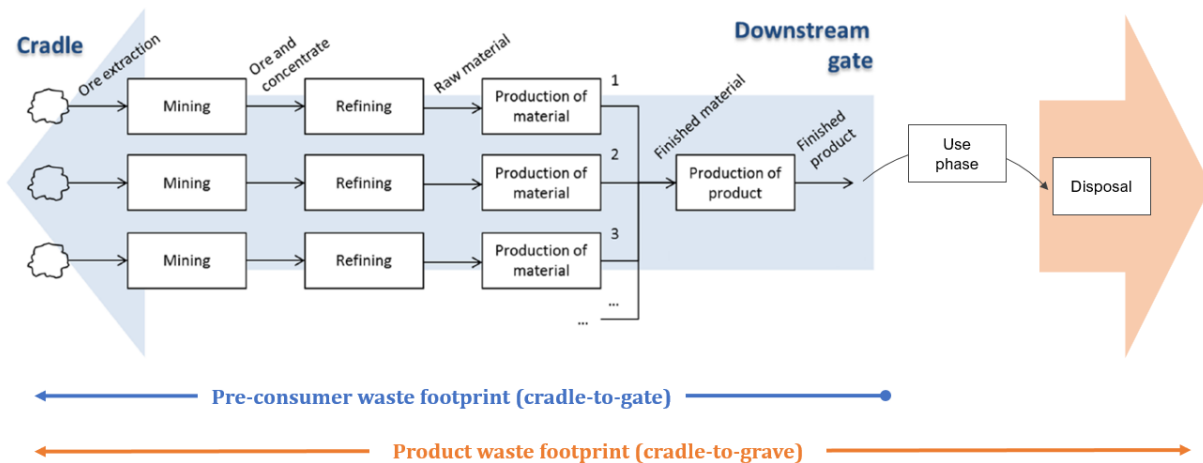 Cradle
Downstream
gate
Ore extraction
Ore and
concentrate
Raw material
Finished material
Finished
product
Mining
Refining
Production of
material
1
Mining
Refining
Production of
material
2
Production of
product
Use
phase
Disposal
Mining
Refining
Production of
material
3
...
...
Pre-consumer waste footprint (cradle-to-gate)
Product waste footprint (cradle-to-grave)